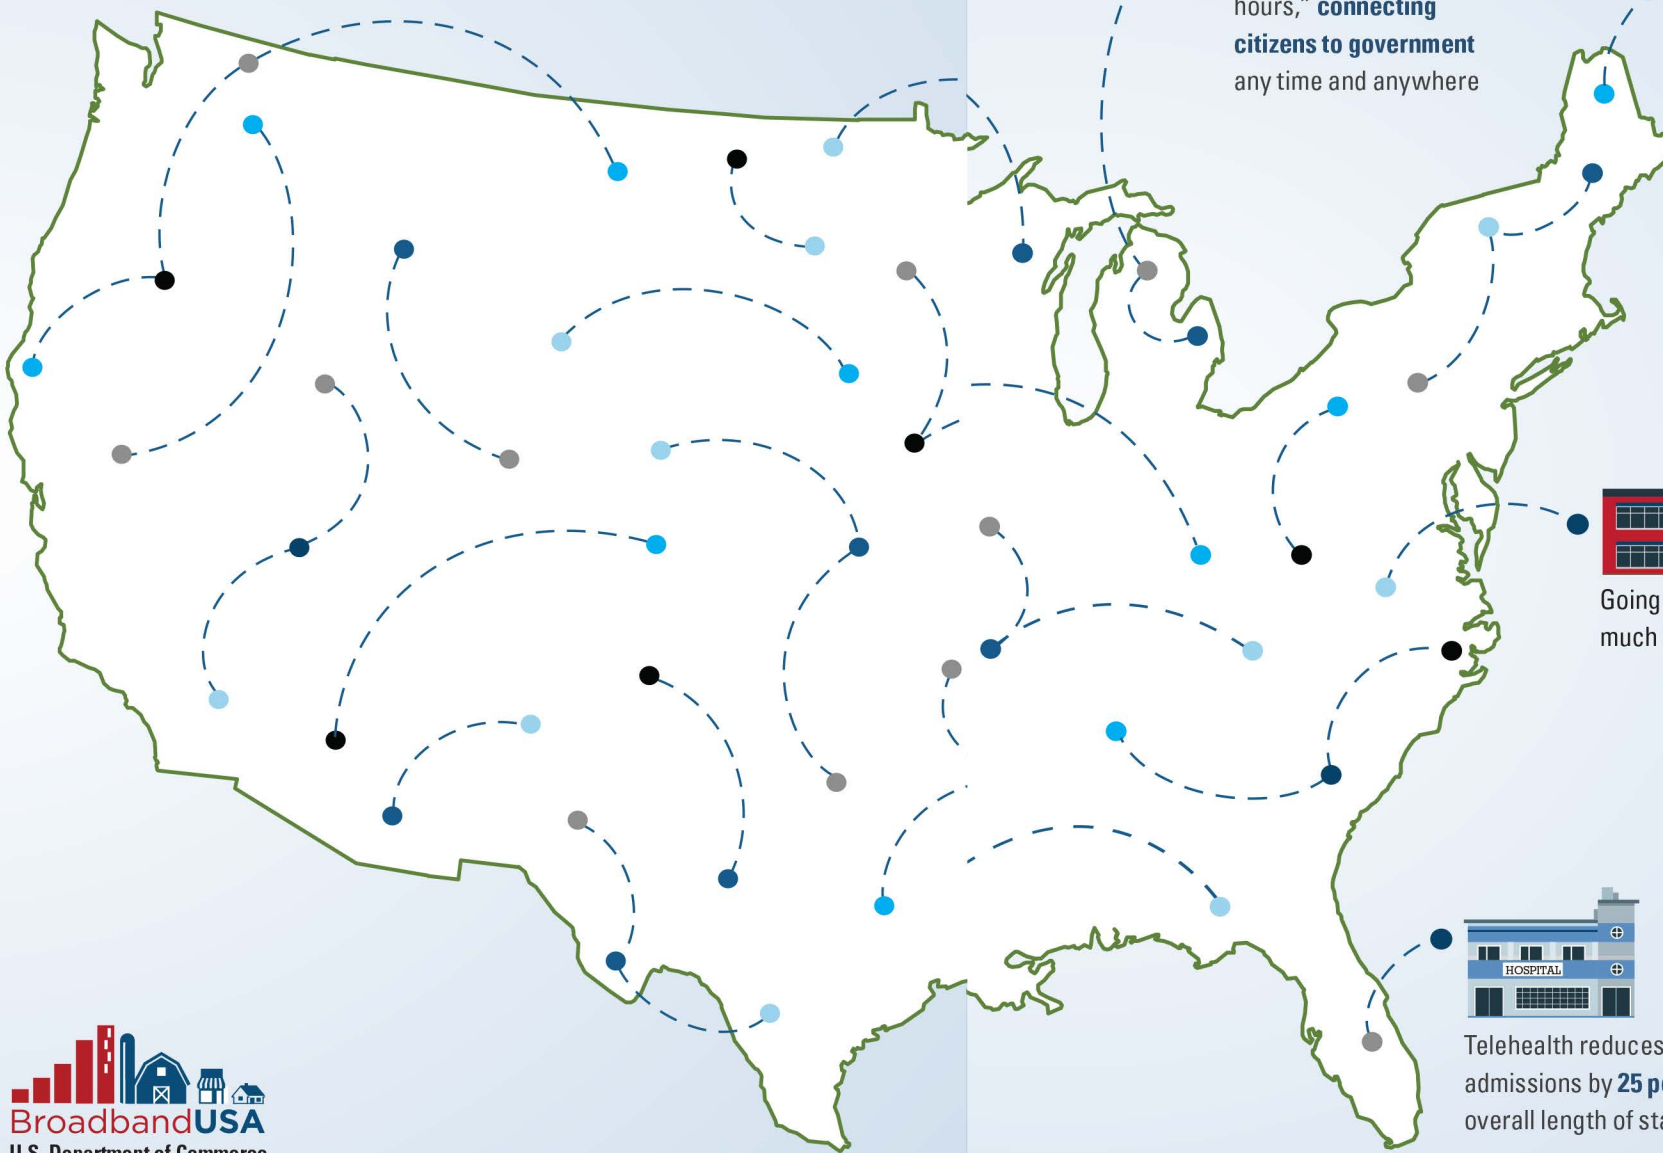 hours,” connecting
citizens to government
any time and anywhere
Going
much
HOSPITAL
Telehealth reduces
admissions by 25 p
overall length of st
BroadbandUSA
U.S. Department of Commerce